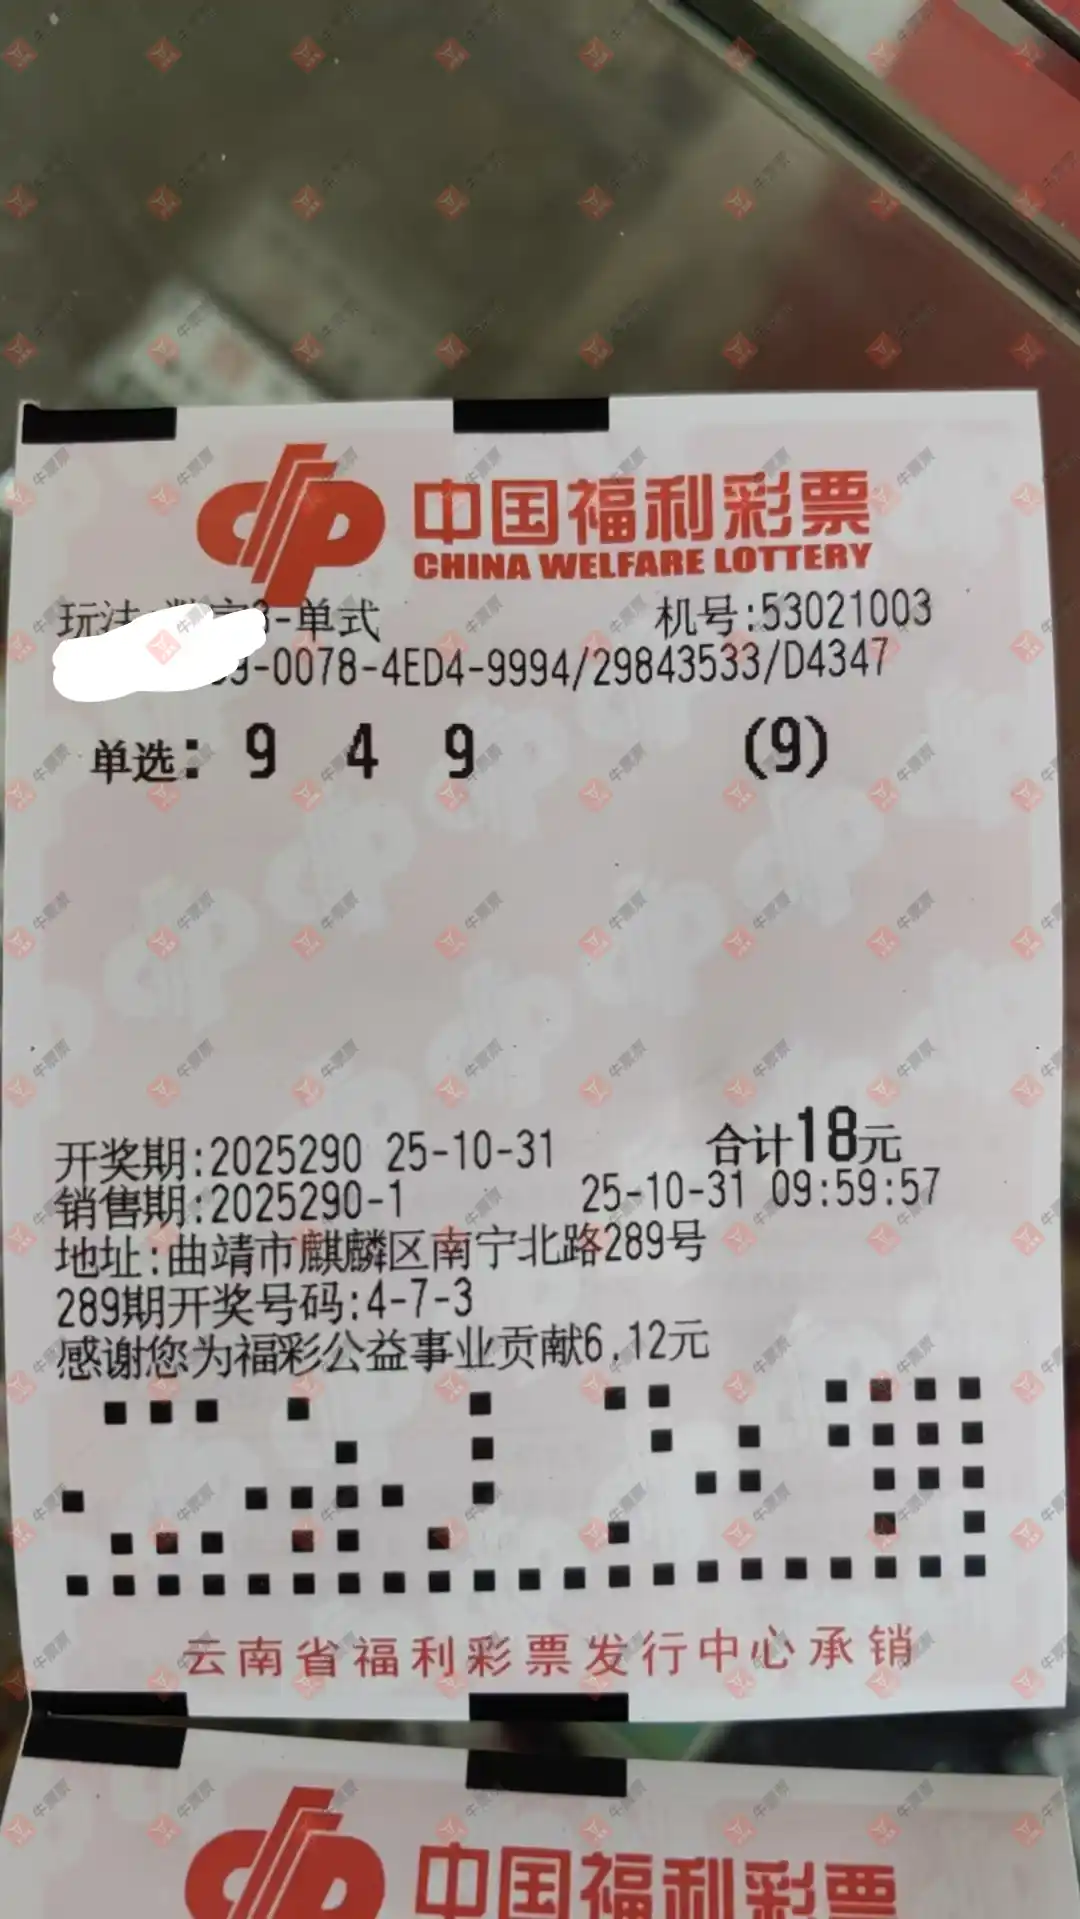 中国福利彩票
CHINA WELFARE LOTTERY
玩法 3-单式 机号:53021003
9-0078-4ED4-9994/29843533/D4347
单选: 9 4 9 (9)
开奖期:2025290 25-10-31 合计18元
销售期:2025290-1 25-10-31 09:59:57
地址:曲靖市麒麟区南宁北路289号
289期开奖号码:4-7-3
感谢您为福彩公益事业贡献6.12元
云南省福利彩票发行中心承销
中国福利彩票
牛票票